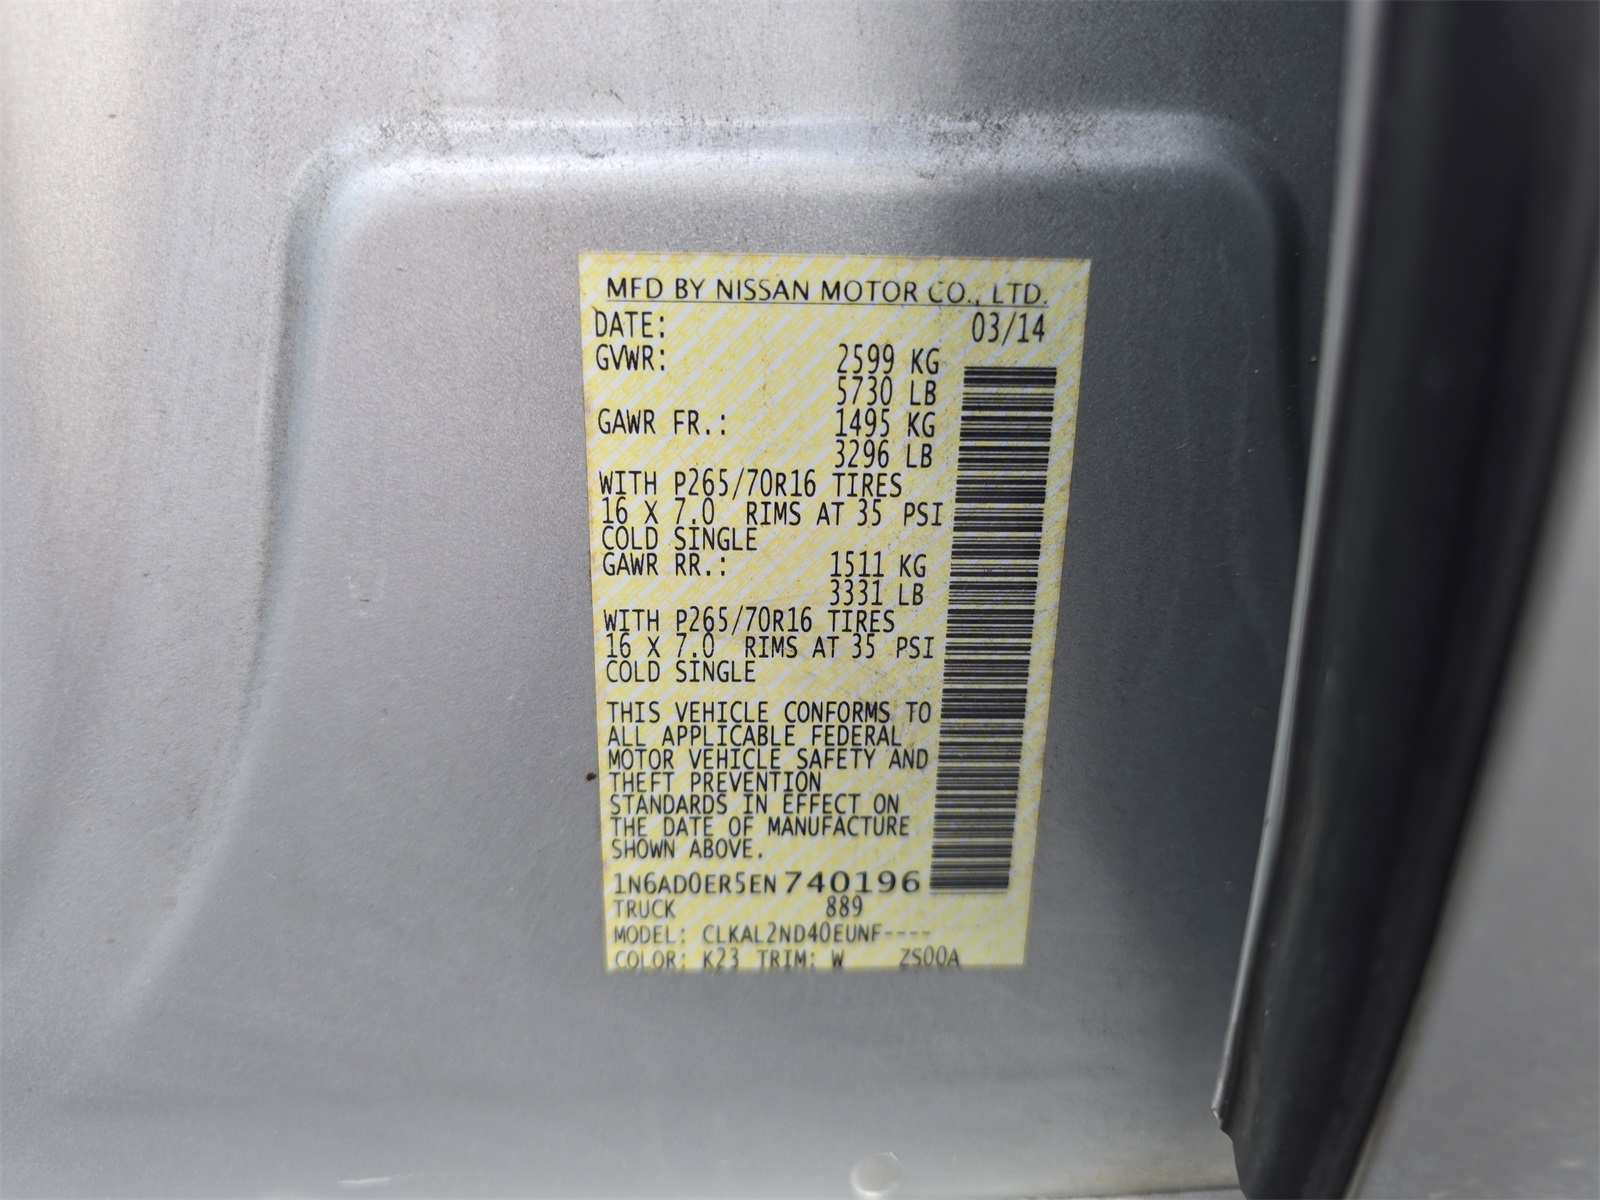 MFD BY NISSAN MOTOR CO., LTD.
DATE: 03/14
GVWR: 2599 KG
5730 LB
GAWR FR.: 1495 KG
3296 LB
WITH P265/70R16 TIRES
16 X 7.0 RIMS AT 35 PSI
COLD SINGLE
GAWR RR.: 1511 KG
3331 LB
WITH P265/70R16 TIRES
16 X 7.0 RIMS AT 35 PSI
COLD SINGLE
THIS VEHICLE CONFORMS TO
ALL APPLICABLE FEDERAL
MOTOR VEHICLE SAFETY AND
THEFT PREVENTION
STANDARDS IN EFFECT ON
THE DATE OF MANUFACTURE
SHOWN ABOVE.
1N6AD0ER5EN740196
TRUCK 889
MODEL: CLKAL2ND40EUNF----
COLOR: K23 TRIM: W ZS00A